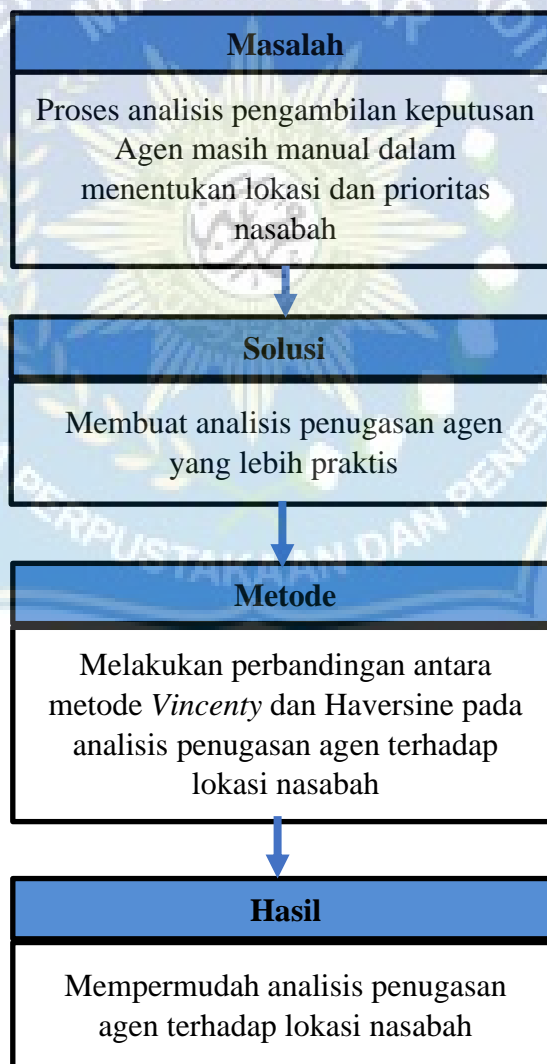 Masalah
Proses analisis pengambilan keputusan
Agen masih manual dalam
menentukan lokasi dan prioritas
nasabah
Solusi
Membuat analisis penugasan agen
yang lebih praktis
PERPUSTAKAAN DAN
Metode
Melakukan perbandingan antara
metode Vincenty dan Haversine pada
analisis penugasan agen terhadap
lokasi nasabah
Hasil
Mempermudah analisis penugasan
agen terhadap lokasi nasabah